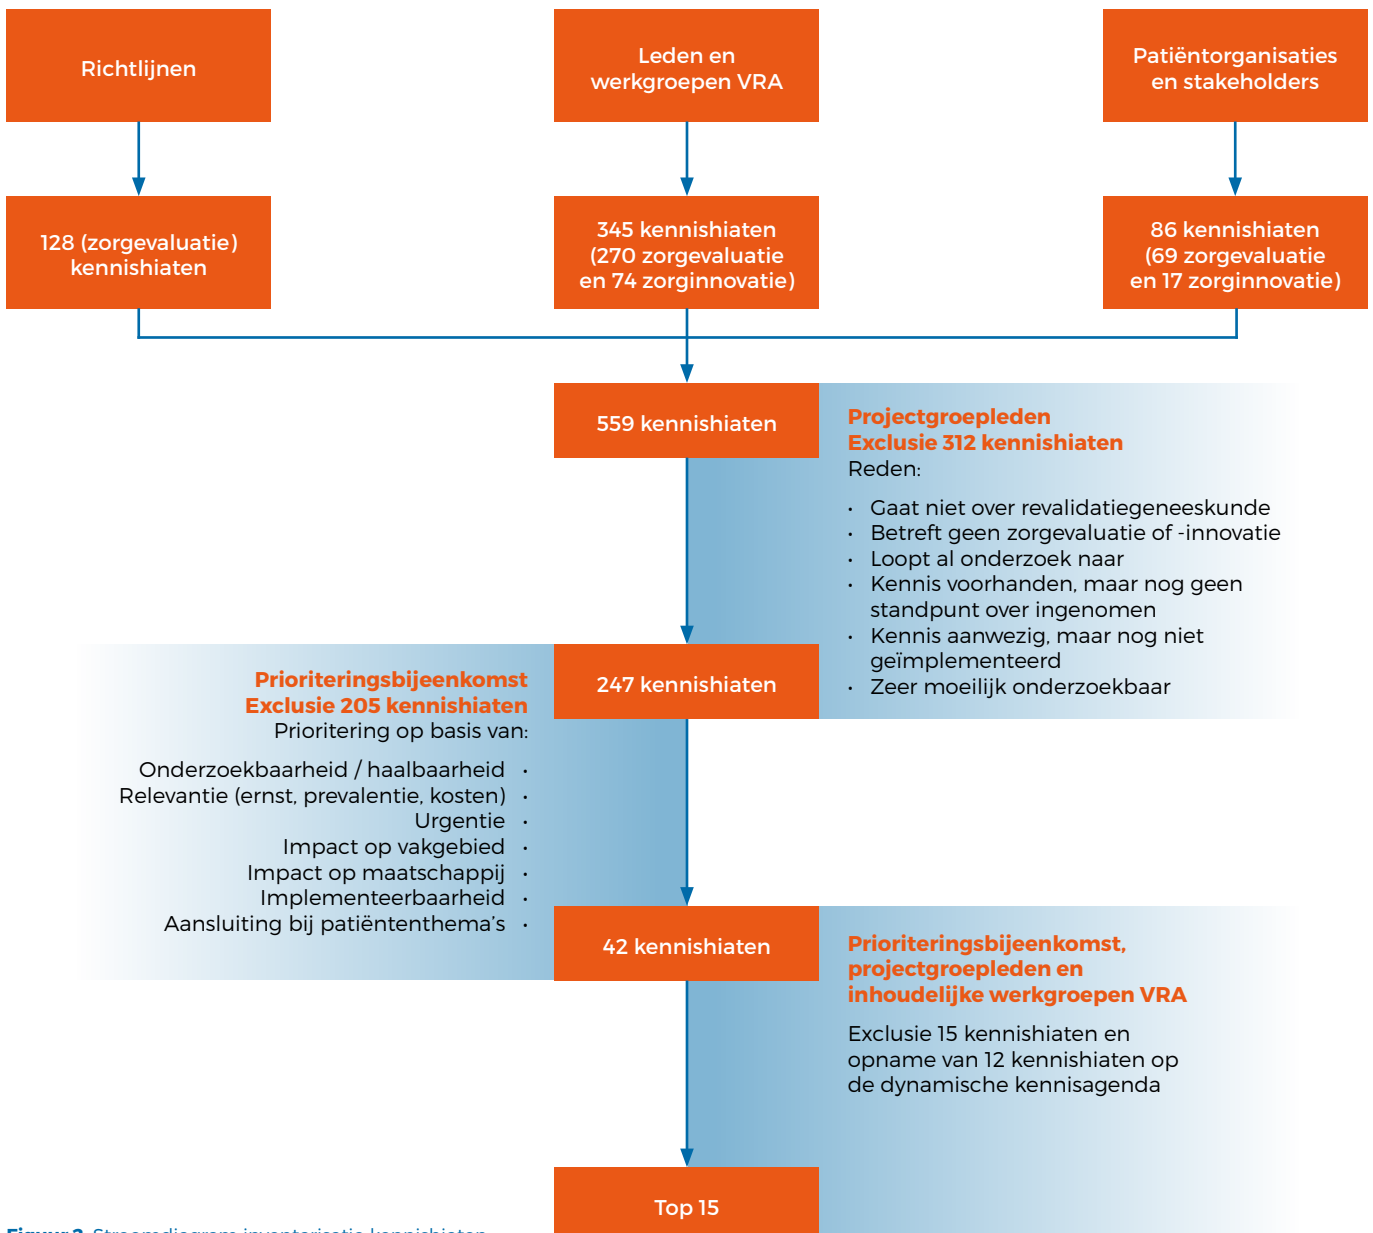 Richtlijnen
Leden en
werkgroepen VRA
Patiëntorganisaties
en stakeholders
128 (zorgevaluatie)
kennishiaten
345 kennishiaten
(270 zorgevaluatie
en 74 zorginnovatie)
86 kennishiaten
(69 zorgevaluatie
en 17 zorginnovatie)
559 kennishiaten
Projectgroepleden
Exclusie 312 kennishiaten
Reden:
• Gaat niet over revalidatiegeneeskunde
• Betreft geen zorgevaluatie of -innovatie
• Loopt al onderzoek naar
• Kennis voorhanden, maar nog geen
standpunt over ingenomen
• Kennis aanwezig, maar nog niet
geïmplementeerd
• Zeer moeilijk onderzoekbaar
247 kennishiaten
Prioriteringsbijeenkomst
Exclusie 205 kennishiaten
Prioritering op basis van:
Onderzoekbaarheid / haalbaarheid •
Relevantie (ernst, prevalentie, kosten) •
Urgentie •
Impact op vakgebied •
Impact op maatschappij •
Implementeerbaarheid •
Aansluiting bij patiëntenthema's •
42 kennishiaten
Prioriteringsbijeenkomst,
projectgroepleden en
inhoudelijke werkgroepen VRA
Exclusie 15 kennishiaten en
opname van 12 kennishiaten op
de dynamische kennisagenda
Top 15
Stroomdiagram inventarisatie kennishiaten